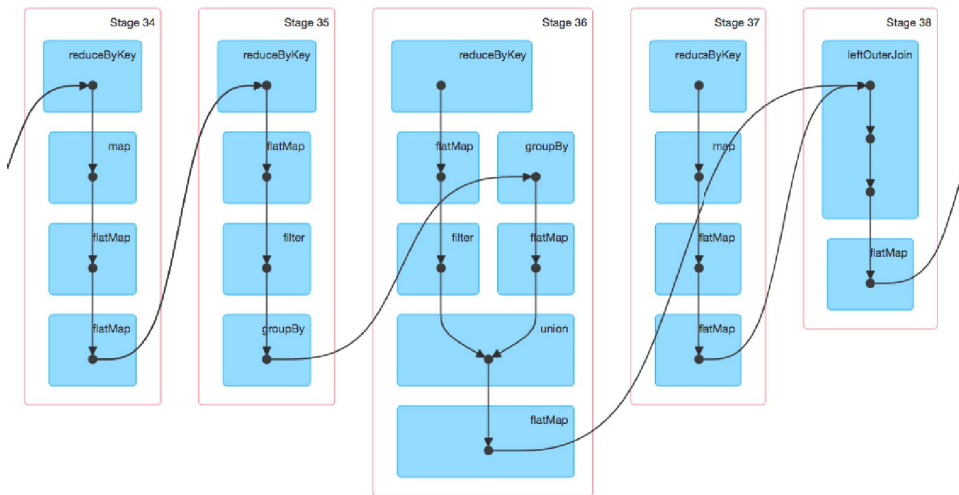 Stage 34
reduceByKey
map
flatMap
flatMap
Stage 35
reduceByKey
flatMap
filter
groupBy
Stage 36
reduceByKey
flatMap
groupBy
filter
flatMap
union
flatMap
Stage 37
reduceByKey
map
flatMap
flatMap
Stage 38
leftOuterJoin
flatMap